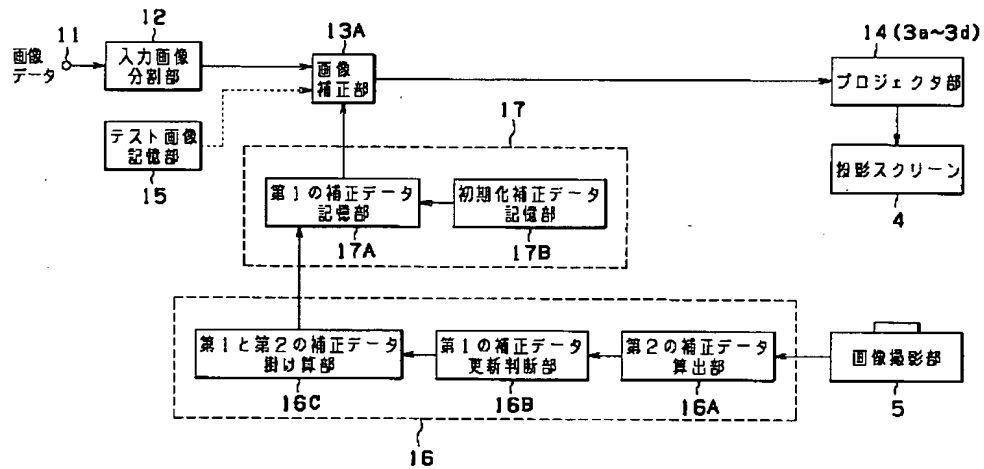 画像
データ
11
12
入力画像
分割部
13A
画像
補正部
14(3a~3d)
プロジェクタ部
テスト画像
記憶部
15
17
第1の補正データ
記憶部
17A
初期化補正データ
記憶部
17B
投影スクリーン
4
第1と第2の補正データ
掛け算部
16C
第1の補正データ
更新判断部
16B
第2の補正データ
算出部
16A
画像撮影部
5
16